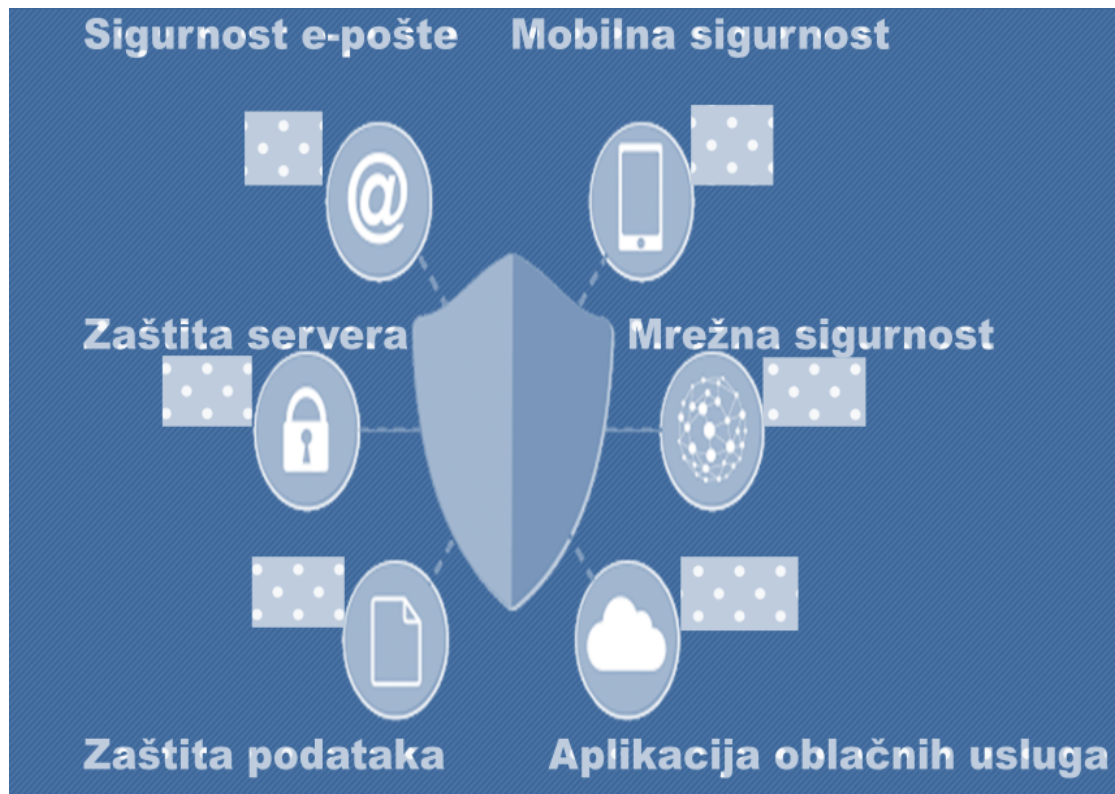 Sigurnost e-pošte
Mobilna sigurnost
Zaštita servera
Mrežna sigurnost
Zaštita podataka
Aplikacija oblačnih usluga